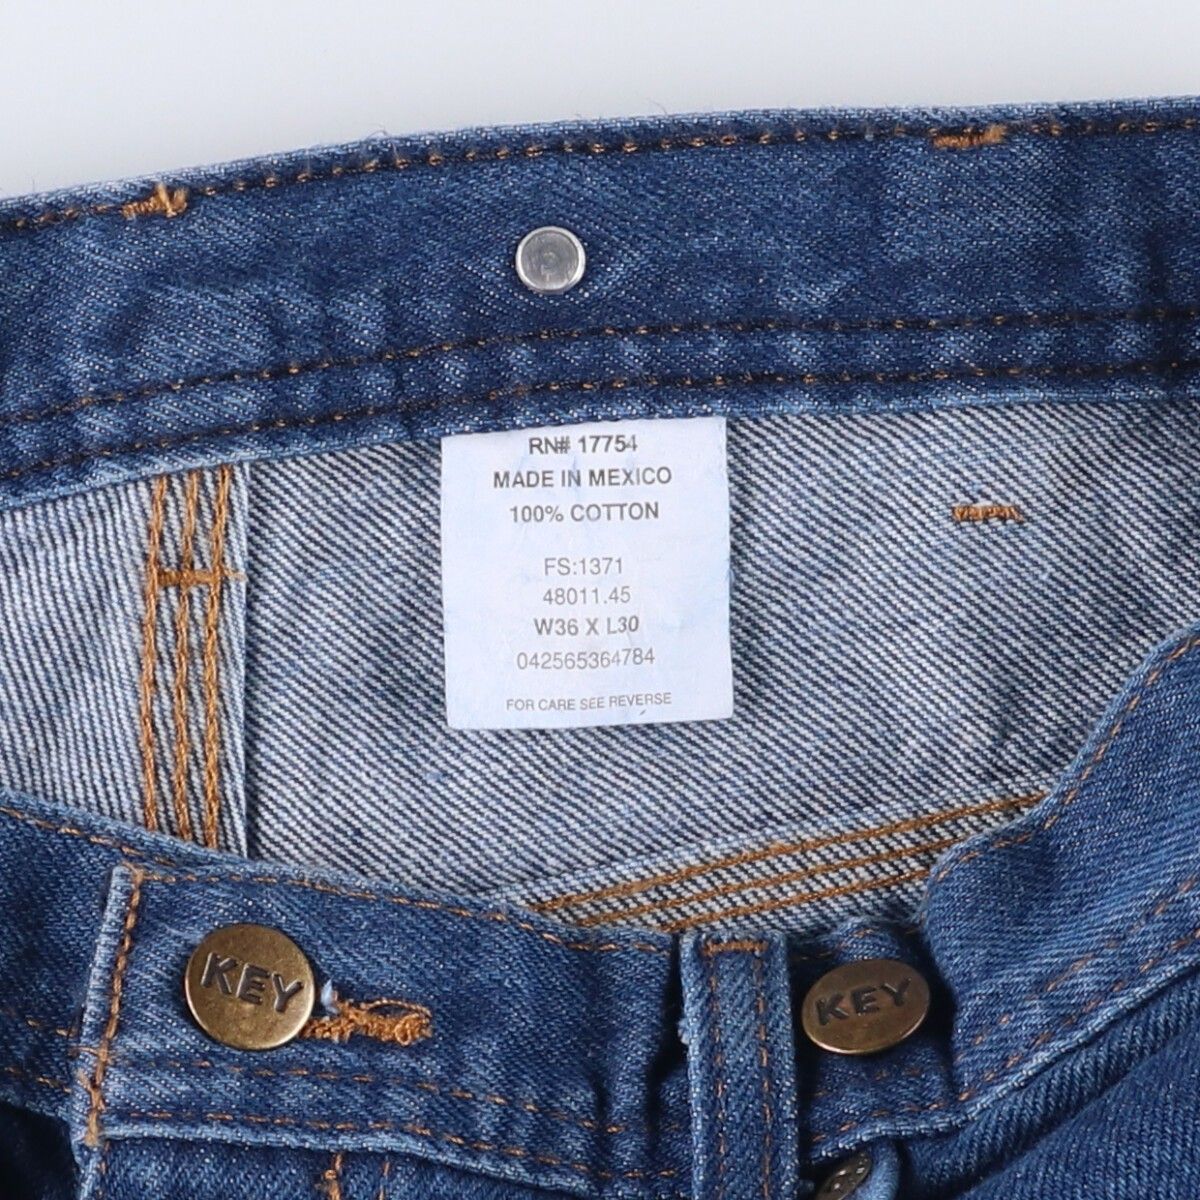 RN# 17754
MADE IN MEXICO
100% COTTON
FS:1371
48011.45
W36 X L30
042565364784
FOR CARE SEE REVERSE
KEY
KEY